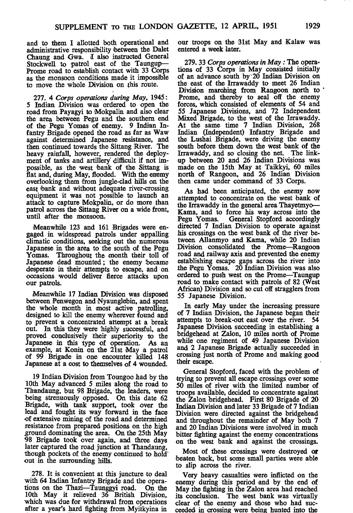 SUPPLEMENT TO THE LONDON GAZETTE, 12 APRIL, 1951
1929
and to them I allotted both operational and
administrative responsibility between the Dalet
Chaung and Gwa. I also instructed General
Stockwell to patrol east of the Taungup—
Prome road to establish contact with 33 Corps
as the monsoon conditions made it impossible
to move the whole Division on this route.
277. 4 Corps operations during May, 1945:
5 Indian Division was ordered to open the
road from Payagyi to Mokpalin and also clear
the area between Pegu and the southern end
of the Pegu Yomas of enemy. 9 Indian In-
fantry Brigade opened the road as far as Waw
against determined Japanese resistance, and
then continued towards the Sittang River. The
heavy rainfall, however, rendered the deploy-
ment of tanks and artillery difficult if not im-
possible, as the west bank of the Sittang is
flat and, during May, flooded. With the enemy
overlooking them from jungle-clad hills on the
east bank and without adequate river-crossing
equipment it was not possible to launch an
attack to capture Mokpalin, or do more than
patrol across the Sittang River on a wide front,
until after the monsoon.
Meanwhile 123 and 161 Brigades were en-
gaged in widespread patrols under appalling
climatic conditions, seeking out the numerous
Japanese in the area to the south of the Pegu
Yomas. Throughout the month their toll of
Japanese dead mounted; the enemy became
desperate in their attempts to escape, and on
occasions would deliver fierce attacks upon
our patrols.
Meanwhile 17 Indian Division was disposed
between Penwegon and Nyaunglebin, and spent
the whole month in most active patrolling,
designed to kill the enemy wherever found and
to prevent a concentrated attempt at a break
out. In this they were highly successful, and
proved conclusively their superiority to the
Japanese in this type of operation. As an
example, at Konin on the 21st May a patrol
of 99 Brigade in one encounter killed 148
Japanese at a cost to themselves of 4 wounded.
19 Indian Division from Toungoo had by the
10th May advanced 5 miles along the road to
Thandaung, but 98 Brigade, the leaders, were
being strenuously opposed. On this date 62
Brigade, with tank support, took over the
lead and fought its way forward in the face
of extensive mining of the road and determined
resistance from prepared positions on the high
ground dominating the area. On the 25th May
98 Brigade took over again, and three days
later captured the road junction at Thandaung,
though pockets of the enemy continued to hold
out in the surrounding hills.
278. It is convenient at this juncture to deal
with 64 Indian Infantry Brigade and the opera-
tions on the Thazi—Taunggyi road. On the
10th May it relieved 36 British Division,
which was due for withdrawal from operations
after a year's hard fighting from Myitkyina in
our troops on the 31st May and Kalaw was
entered a week later.
279. 33 Corps operations in May: The opera-
tions of 33 Corps in May consisted initially
of an advance south by 20 Indian Division on
the east of the Irrawaddy to meet 26 Indian
Division marching from Rangoon north to
Prome, and thereby to seal off the enemy
forces, which consisted of elements of 54 and
55 Japanese Divisions, and 72 Independent
Mixed Brigade, to the west of the Irrawaddy.
At the same time 7 Indian Division, 268
Indian (Independent) Infantry Brigade and
the Lushai Brigade, were driving the enemy
south before them down the west bank of the
Irrawaddy, and so closing the net. The link-
up between 20 and 26 Indian Divisions was
made on the 15th May at Taikkyi, 60 miles
north of Rangoon, and 26 Indian Division
then came under command of 33 Corps.
As had been anticipated, the enemy now
attempted to concentrate on the west bank of
the Irrawaddy in the general area Thayetmyo—
Kama, and to force his way across into the
Pegu Yomas. General Stopford accordingly
directed 7 Indian Division to operate against
his crossings on the west bank of the river be-
tween Allanmyo and Kama, while 20 Indian
Division consolidated the Prome—Rangoon
road and railway axis and prevented the enemy
establishing escape gaps across the river into
the Pegu Yomas. 20 Indian Division was also
ordered to push west on the Prome—Taungup
road to make contact with patrols of 82 (West
African) Division and so cut off stragglers from
55 Japanese Division.
In early May under the increasing pressure
of 7 Indian Division, the Japanese began their
attempts to break-out east over the river. 54
Japanese Division succeeding in establishing a
bridgehead at Zalon, 10 miles north of Prome
while one regiment of 49 Japanese Division
and 2 Japanese Brigade actually succeeded in
crossing just north of Prome and making good
their escape.
General Stopford, faced with the problem of
trying to prevent all escape crossings over some
50 miles of river with the limited number of
troops available, decided to concentrate against
the Zalon bridgehead. First 80 Brigade of 20
Indian Division and later 33 Brigade of 7 Indian
Division were directed against the bridgehead
and throughout the remainder of May both 7
and 20 Indian Divisions were involved in much
bitter fighting against the enemy concentrations
on the west bank and against the crossings.
Most of these crossings were destroyed or
beaten back, but some small parties were able
to slip across the river.
Very heavy casualties were inflicted on the
enemy during this period and by the end of
May the fighting in the Zalon area had reached
its conclusion. The west bank was virtually
clear of the enemy and those who had suc-
ceeded in crossing were being hunted into the